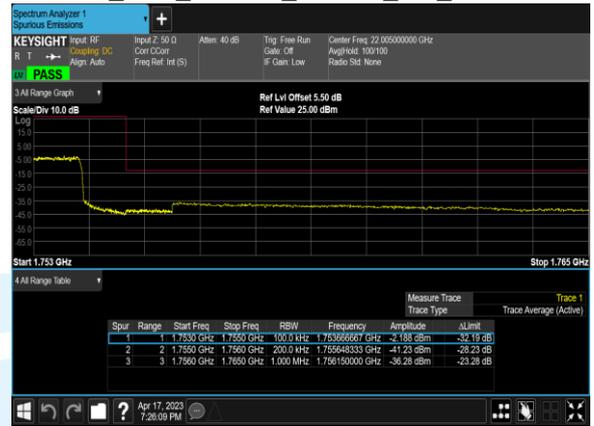 Spectrum Analyzer 1
Spurious Emissions
+
KEYSIGHT Input: RF Input Z: 50 Ω Atten: 40 dB Trig: Free Run Center Freq: 22.005000000 GHz
R T Coupling: DC Corr CCorr Gate: Off Avg|Hold: 100/100
Align: Auto Freq Ref: Int (S) IF Gain: Low Radio Std: None
PASS
3 All Range Graph
Ref Lvl Offset 5.50 dB
Scale/Div 10.0 dB Ref Value 25.00 dBm
Log
15.0
5.00
-5.00
-15.0
-25.0
-35.0
-45.0
-55.0
-65.0
Start 1.753 GHz Stop 1.765 GHz
4 All Range Table
Measure Trace Trace 1
Trace Type Trace Average (Active)
Spur Range Start Freq Stop Freq RBW Frequency Amplitude ΔLimit
1 1 1.7530 GHz 1.7550 GHz 100.0 kHz 1.753666667 GHz -2.188 dBm -32.19 dB
2 2 1.7550 GHz 1.7560 GHz 200.0 kHz 1.755648333 GHz -41.23 dBm -28.23 dB
3 3 1.7560 GHz 1.7650 GHz 1.000 MHz 1.756150000 GHz -36.28 dBm -23.28 dB
? Apr 17, 2023
7:26:09 PM